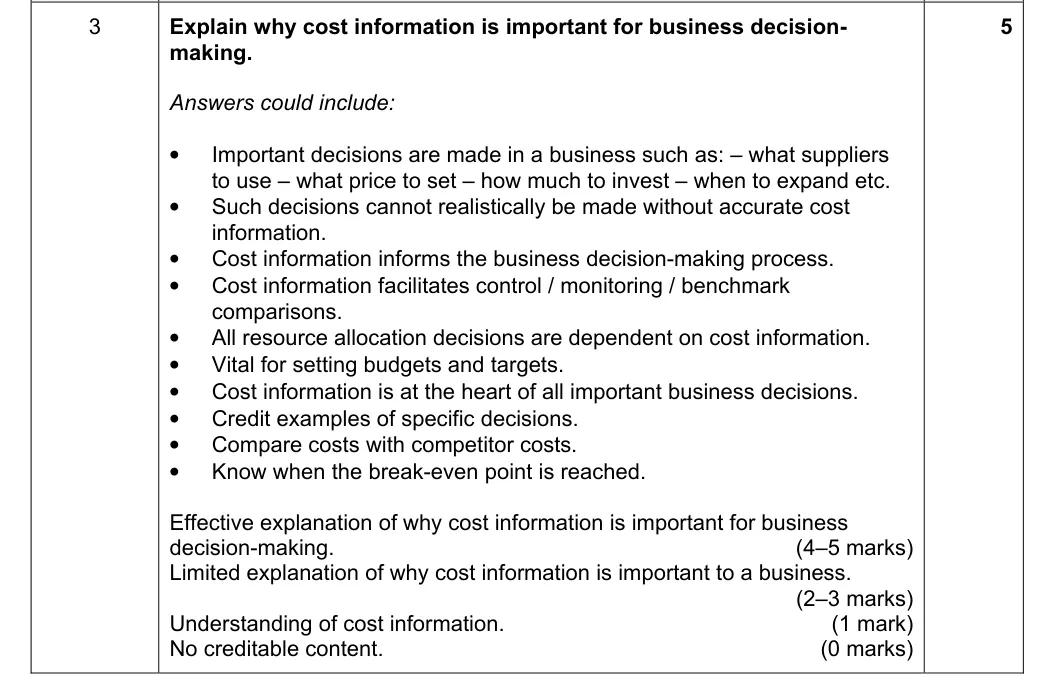 3 Explain why cost information is important for business decision- 5
making.
Answers could include:
• Important decisions are made in a business such as: – what suppliers
to use – what price to set – how much to invest – when to expand etc.
• Such decisions cannot realistically be made without accurate cost
information.
• Cost information informs the business decision-making process.
• Cost information facilitates control / monitoring / benchmark
comparisons.
• All resource allocation decisions are dependent on cost information.
• Vital for setting budgets and targets.
• Cost information is at the heart of all important business decisions.
• Credit examples of specific decisions.
• Compare costs with competitor costs.
• Know when the break-even point is reached.
Effective explanation of why cost information is important for business
decision-making. (4–5 marks)
Limited explanation of why cost information is important to a business.
(2–3 marks)
Understanding of cost information. (1 mark)
No creditable content. (0 marks)